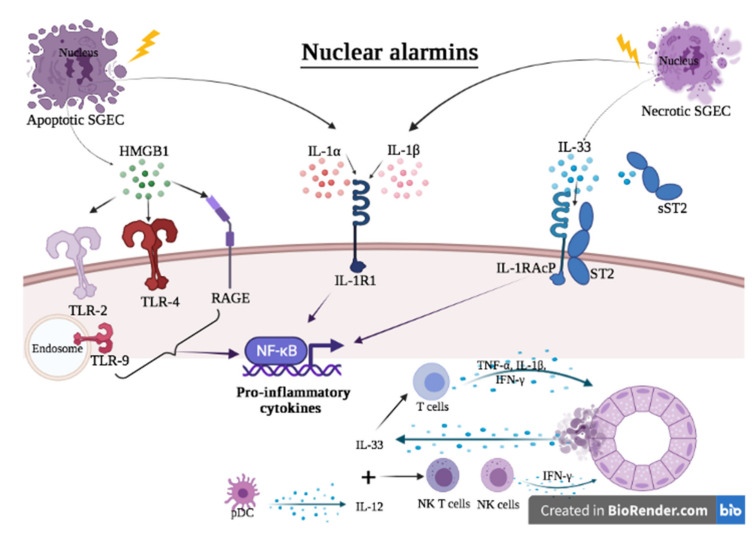 Nuclear alarmins
Nucleus
Apoptotic SGEC
Nucleus
Necrotic SGEC
HMGB1
IL-1α
IL-1β
IL-33
sST2
TLR-2
TLR-4
RAGE
IL-1R1
IL-1RAcP
ST2
Endosome
TLR-9
NF-κB
Pro-inflammatory
cytokines
T cells
TNF-α, IL-1β,
IFN-γ
IL-33
+
pDC
IL-12
NK T cells
NK cells
IFN-γ
Created in BioRender.com
bio